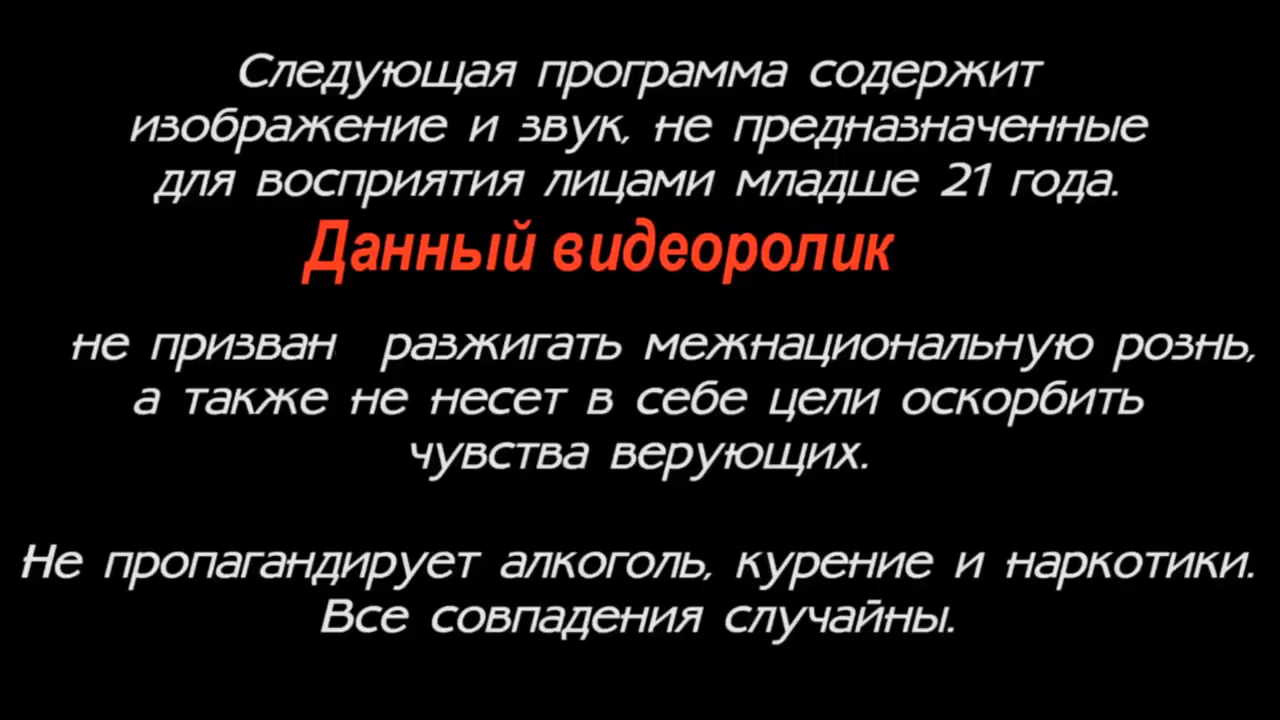 Следующая программа содержит
изображение и звук, не предназначенные
для восприятия лицами младше 21 года.
Данный видеоролик
не призван разжигать межнациональную рознь,
а также не несет в себе цели оскорбить
чувства верующих.
Не пропагандирует алкоголь, курение и наркотики.
Все совпадения случайны.